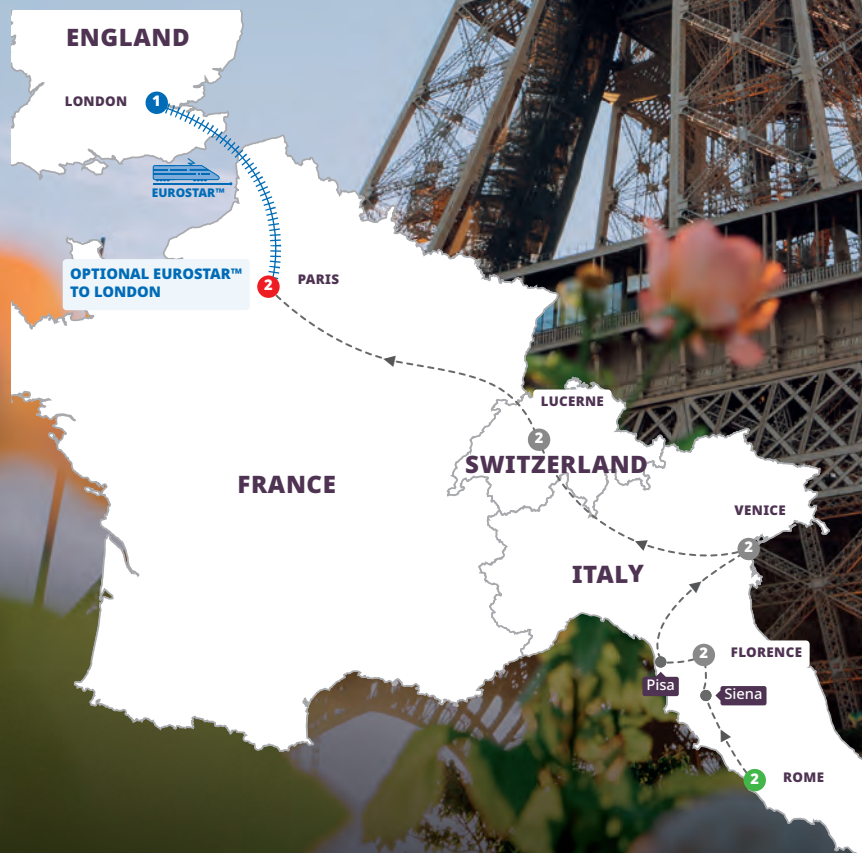 ENGLAND
LONDON
1
EUROSTAR™
OPTIONAL EUROSTAR™
TO LONDON
2
PARIS
LUCERNE
2
SWITZERLAND
FRANCE
VENICE
2
ITALY
2
FLORENCE
Pisa
Siena
2
ROME